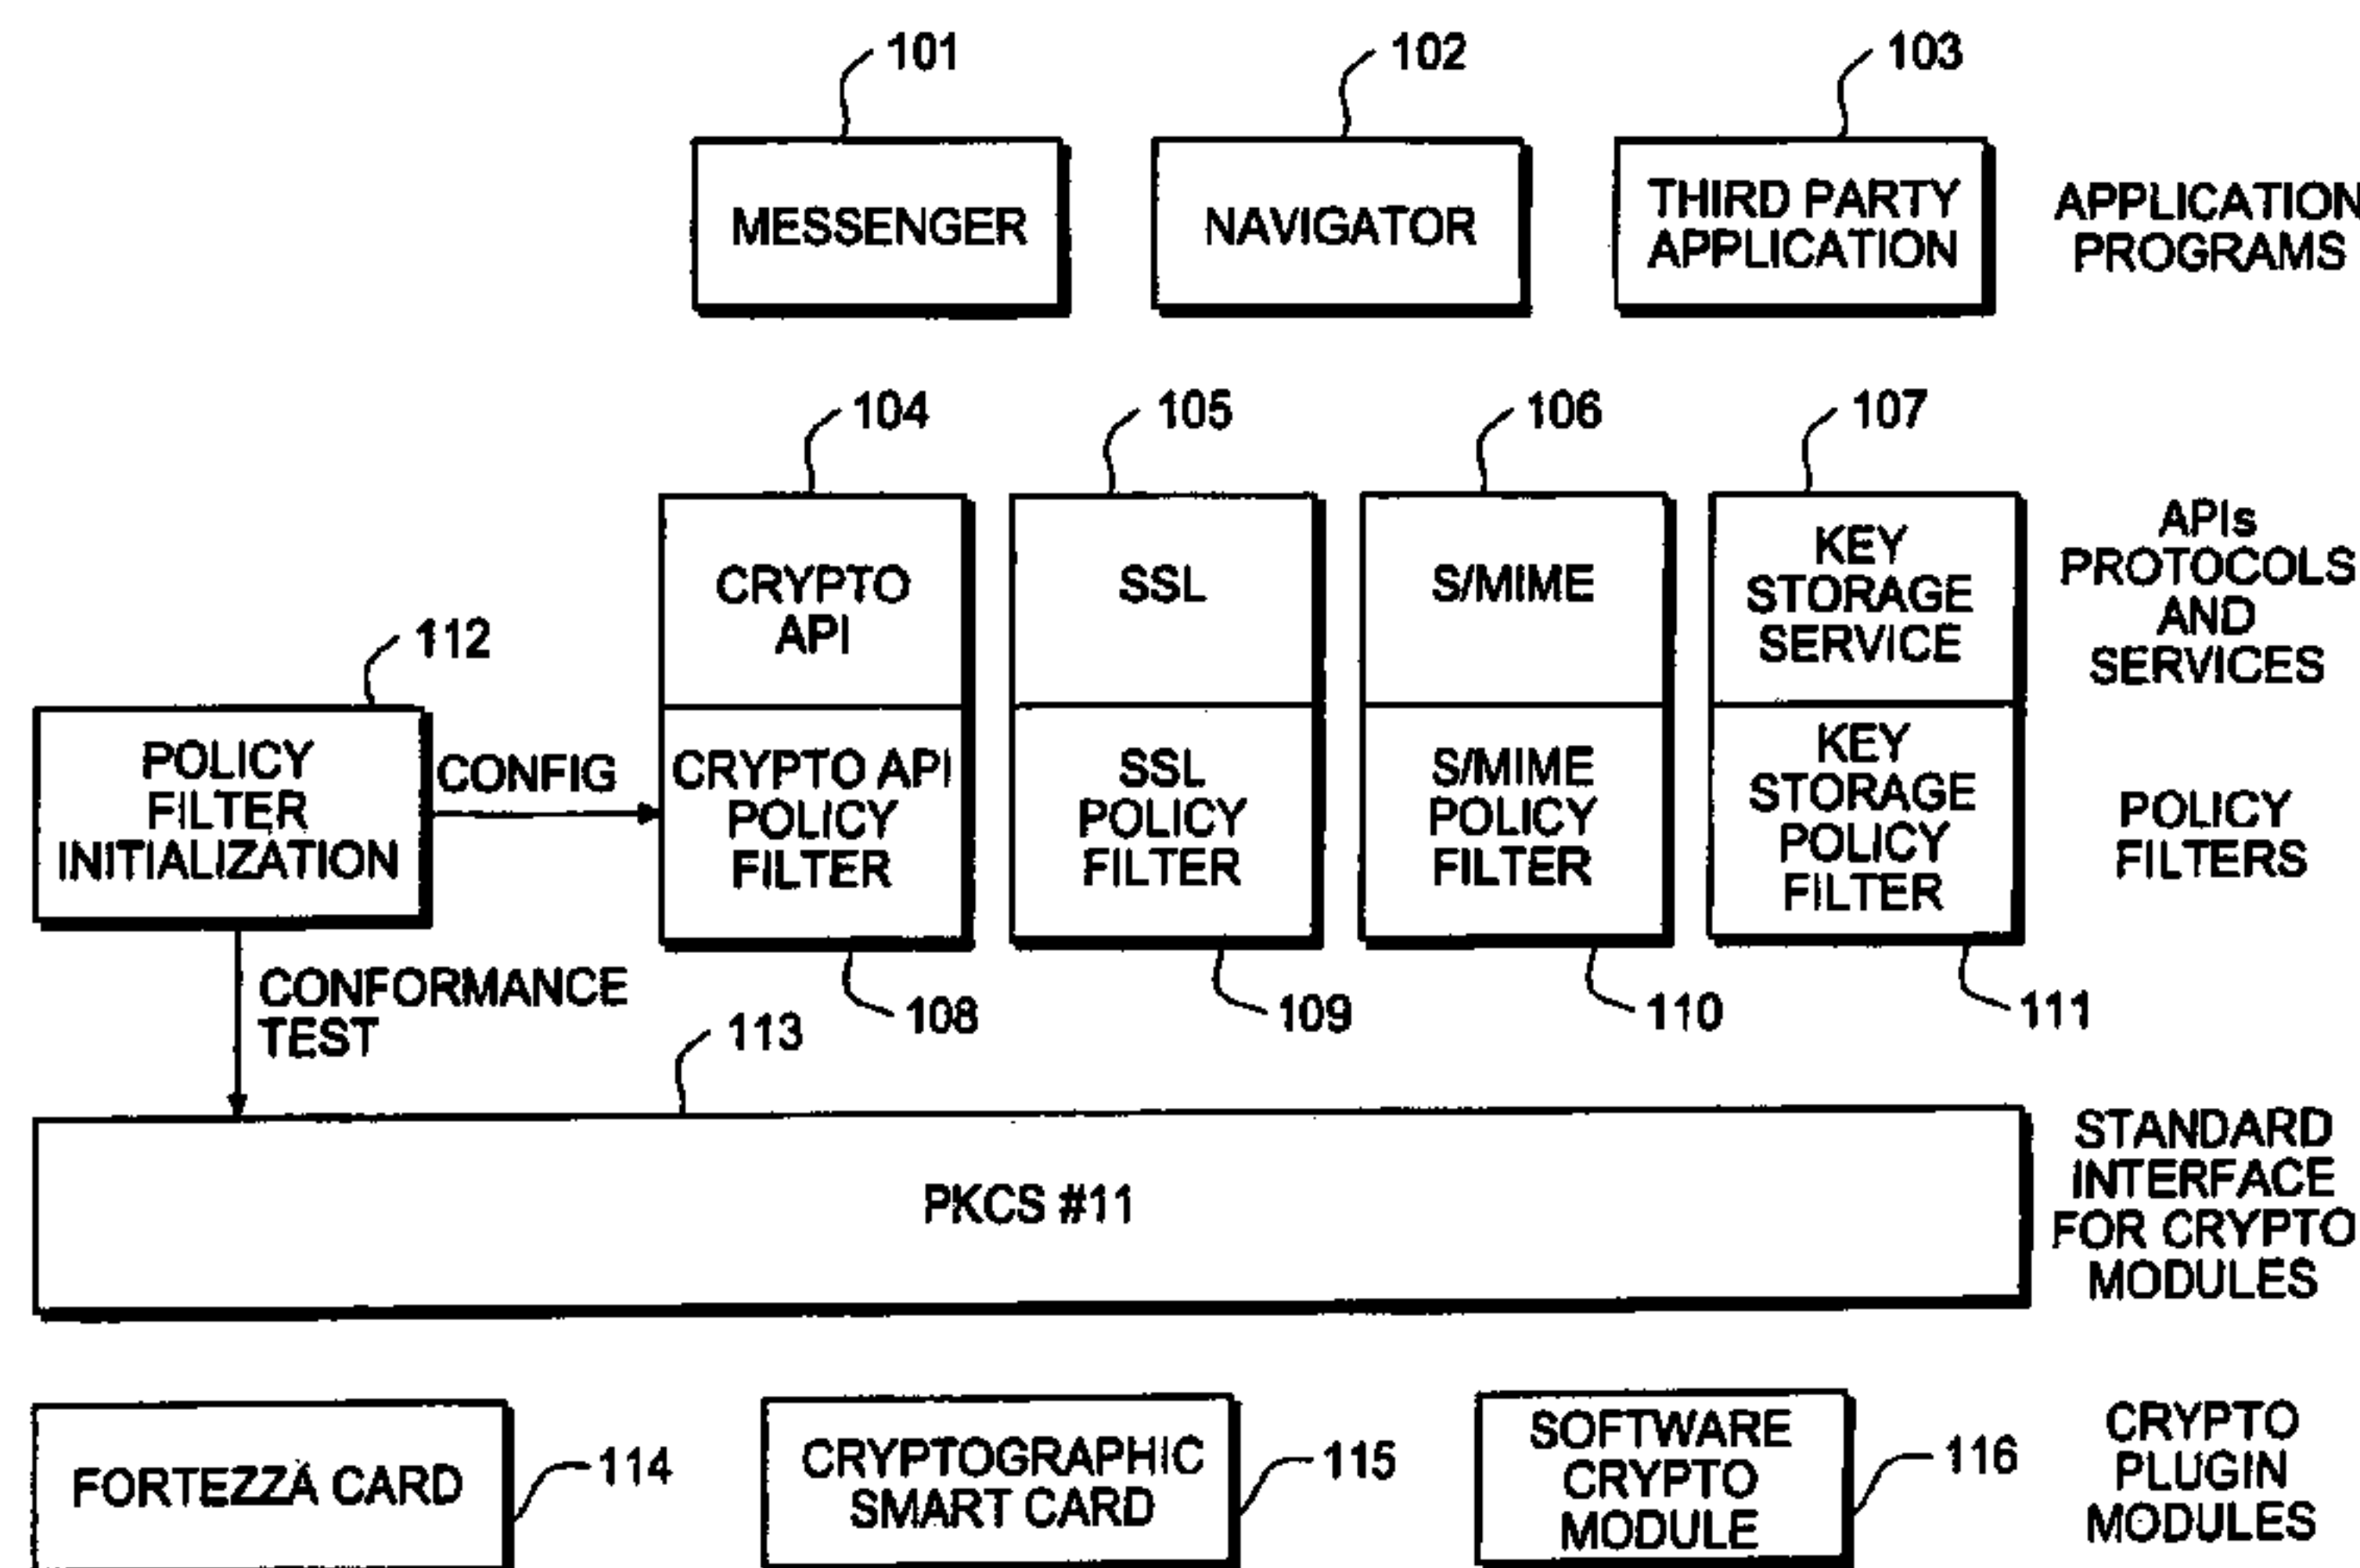 101
102
103
MESSENGER
NAVIGATOR
THIRD PARTY
APPLICATION
APPLICATION
PROGRAMS
104
105
106
107
CRYPTO
API
SSL
S/MIME
KEY
STORAGE
SERVICE
APIs
PROTOCOLS
AND
SERVICES
112
POLICY
FILTER
INITIALIZATION
CONFIG
CRYPTO API
POLICY
FILTER
SSL
POLICY
FILTER
S/MIME
POLICY
FILTER
KEY
STORAGE
POLICY
FILTER
POLICY
FILTERS
CONFORMANCE
TEST
108
109
110
111
113
PKCS #11
STANDARD
INTERFACE
FOR CRYPTO
MODULES
FORTEZZA CARD
114
CRYPTOGRAPHIC
SMART CARD
115
SOFTWARE
CRYPTO
MODULE
116
CRYPTO
PLUGIN
MODULES